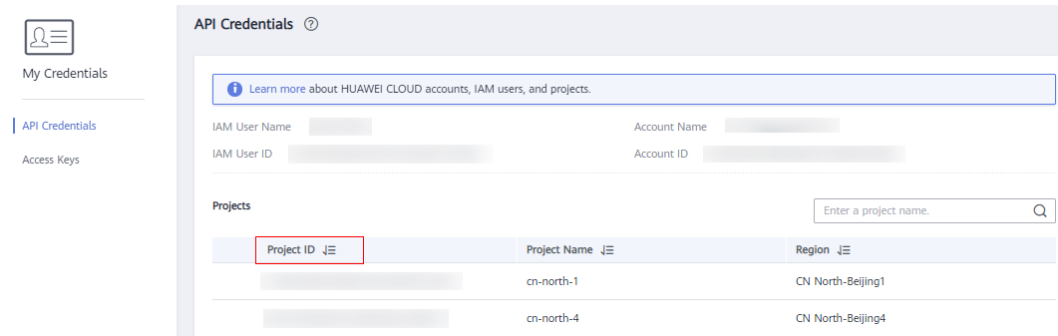 API Credentials
My Credentials
Learn more about HUAWEI CLOUD accounts, IAM users, and projects.
API Credentials
IAM User Name
Account Name
Access Keys
IAM User ID
Account ID
Projects
Enter a project name.
Project ID
Project Name
Region
cn-north-1
CN North-Beijing1
cn-north-4
CN North-Beijing4